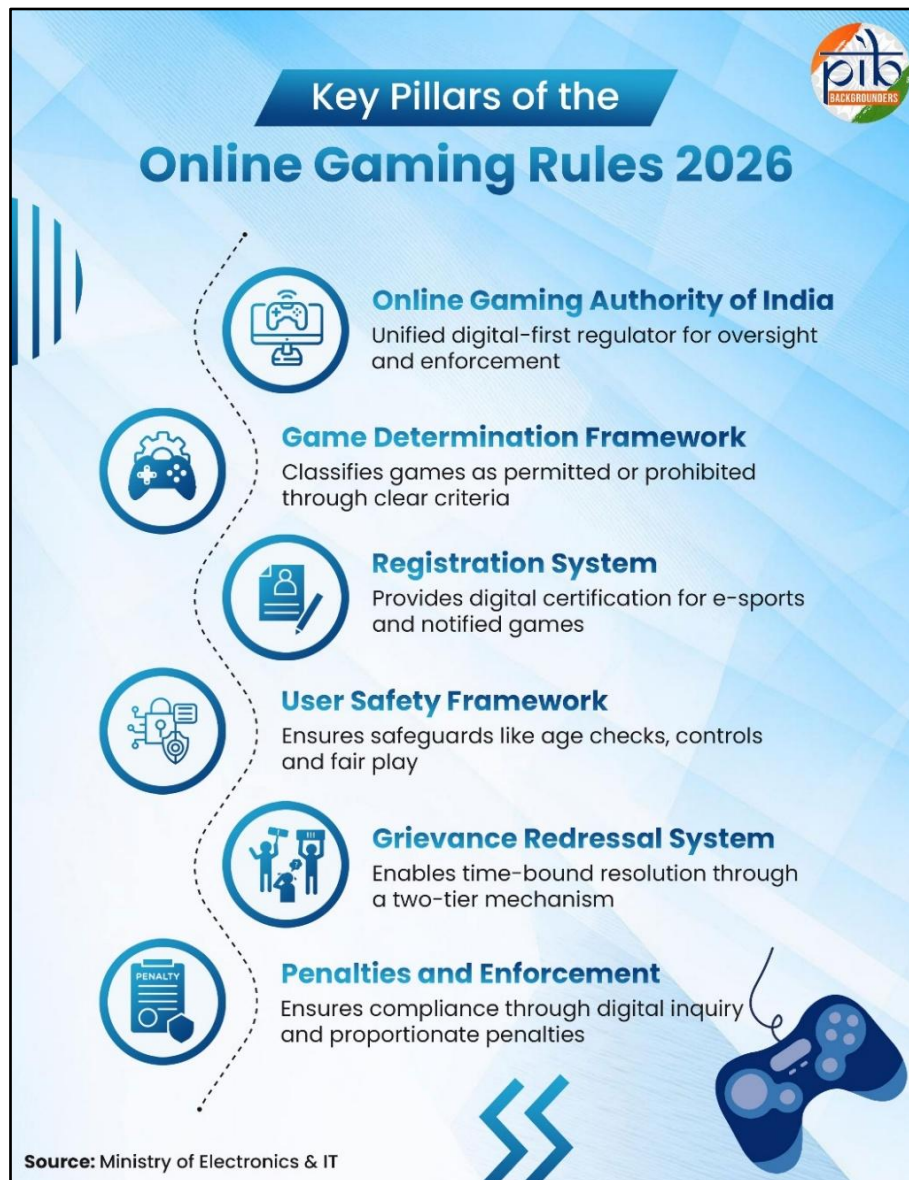 pib
BACKGROUNDERS
Key Pillars of the
Online Gaming Rules 2026
Online Gaming Authority of India
Unified digital-first regulator for oversight
and enforcement
Game Determination Framework
Classifies games as permitted or prohibited
through clear criteria
Registration System
Provides digital certification for e-sports
and notified games
User Safety Framework
Ensures safeguards like age checks, controls
and fair play
Grievance Redressal System
Enables time-bound resolution through
a two-tier mechanism
PENALTY
Penalties and Enforcement
Ensures compliance through digital inquiry
and proportionate penalties
Source: Ministry of Electronics & IT